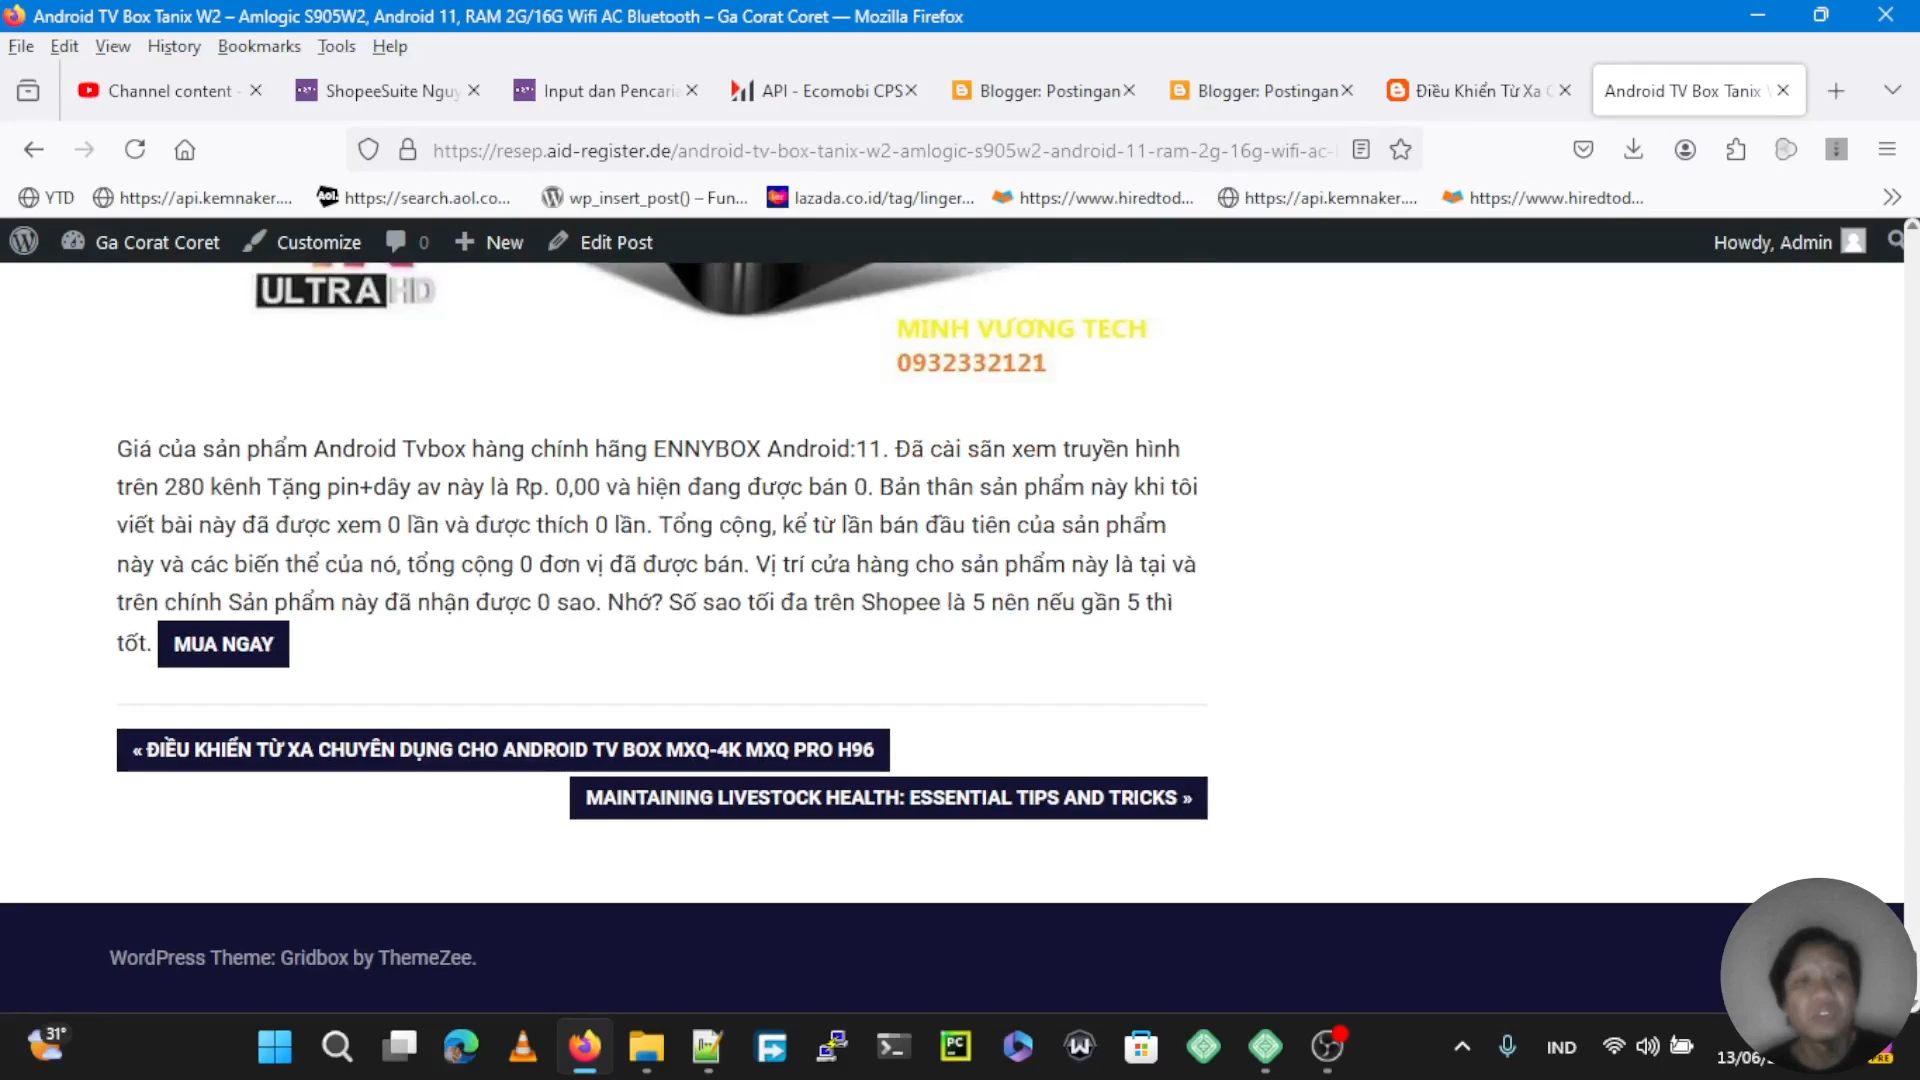 Android TV Box Tanix W2 – Amlogic S905W2, Android 11, RAM 2G/16G Wifi AC Bluetooth – Ga Corat Coret — Mozilla Firefox
File Edit View History Bookmarks Tools Help
Channel content - ShopeeSuite Ngu Input dan Pencaria API - Ecomobi CPS Blogger: Postingan Blogger: Postingan Điều Khiển Từ Xa Android TV Box Tanix
https://resep.aid-register.de/android-tv-box-tanix-w2-amlogic-s905w2-android-11-ram-2g-16g-wifi-ac-
YTD https://api.kemnaker.... Aol. https://search.aol.co... wp_insert_post() – Fun... lazada.co.id/tag/linger... https://www.hiredtod... https://api.kemnaker.... https://www.hiredtod...
Ga Corat Coret Customize 0 New Edit Post Howdy, Admin
ULTRA HD
MINH VƯƠNG TECH
0932332121
Giá của sản phẩm Android Tvbox hàng chính hãng ENNYBOX Android:11. Đã cài sãn xem truyền hình
trên 280 kênh Tặng pin+dây av này là Rp. 0,00 và hiện đang được bán 0. Bản thân sản phẩm này khi tôi
viết bài này đã được xem 0 lần và được thích 0 lần. Tổng cộng, kể từ lần bán đầu tiên của sản phẩm
này và các biến thể của nó, tổng cộng 0 đơn vị đã được bán. Vị trí cửa hàng cho sản phẩm này là tại và
trên chính Sản phẩm này đã nhận được 0 sao. Nhớ? Số sao tối đa trên Shopee là 5 nên nếu gần 5 thì
tốt. MUA NGAY
« ĐIỀU KHIỂN TỪ XA CHUYÊN DỤNG CHO ANDROID TV BOX MXQ-4K MXQ PRO H96
MAINTAINING LIVESTOCK HEALTH: ESSENTIAL TIPS AND TRICKS »
WordPress Theme: Gridbox by ThemeZee.
31° PC IND 13/06/ PRE